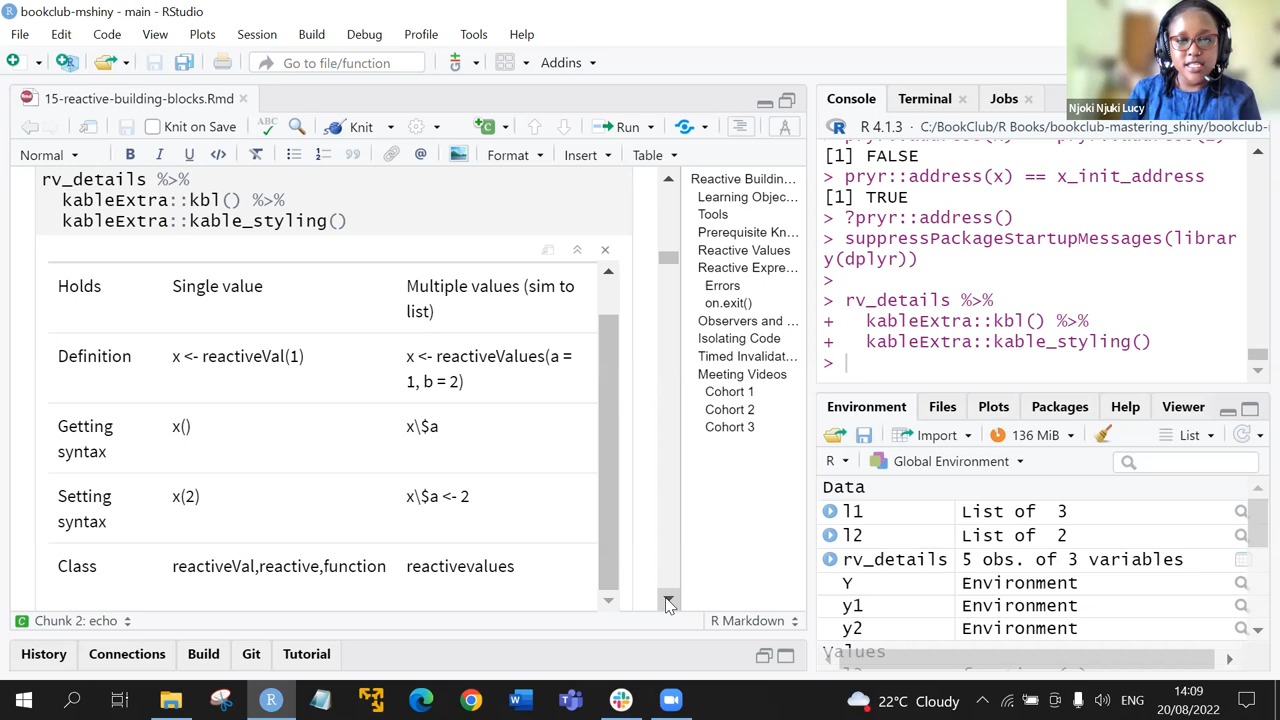 bookclub-mshiny - main - RStudio
File Edit Code View Plots Session Build Debug Profile Tools Help
Go to file/function
Addins
Njoki Njuki Lucy
15-reactive-building-blocks.Rmd
Knit on Save
ABC
Knit
Run
Normal
B I U </>
Format
Insert
Table
rv_details %>%
kableExtra::kbl() %>%
kableExtra::kable_styling()
Holds Single value Multiple values (sim to
list)
Definition x <- reactiveVal(1) x <- reactiveValues(a =
1, b = 2)
Getting x() x\$a
syntax
Setting x(2) x\$a <- 2
syntax
Class reactiveVal,reactive,function reactivevalues
Chunk 2: echo
R Markdown
Reactive Buildin...
Learning Objec...
Tools
Prerequisite Kn...
Reactive Values
Reactive Expre...
Errors
on.exit()
Observers and ...
Isolating Code
Timed Invalidat...
Meeting Videos
Cohort 1
Cohort 2
Cohort 3
History Connections Build Git Tutorial
Console Terminal Jobs
R 4.1.3 · C:/BookClub/R Books/bookclub-mastering_shiny/bookclub-
[1] FALSE
> pryr::address(x) == x_init_address
[1] TRUE
> ?pryr::address()
> suppressPackageStartupMessages(librar
y(dplyr))
>
> rv_details %>%
+ kableExtra::kbl() %>%
+ kableExtra::kable_styling()
>
Environment Files Plots Packages Help Viewer
Import
136 MiB
List
R
Global Environment
Data
l1 List of 3
l2 List of 2
rv_details 5 obs. of 3 variables
Y Environment
y1 Environment
y2 Environment
Values
22°C Cloudy
ENG
14:09
20/08/2022